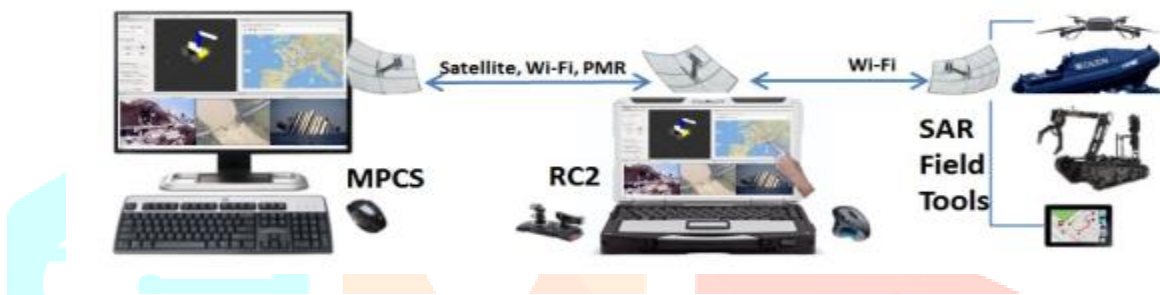 Satellite, Wi-Fi, PMR
Wi-Fi
MPCS
RC2
SAR
Field
Tools